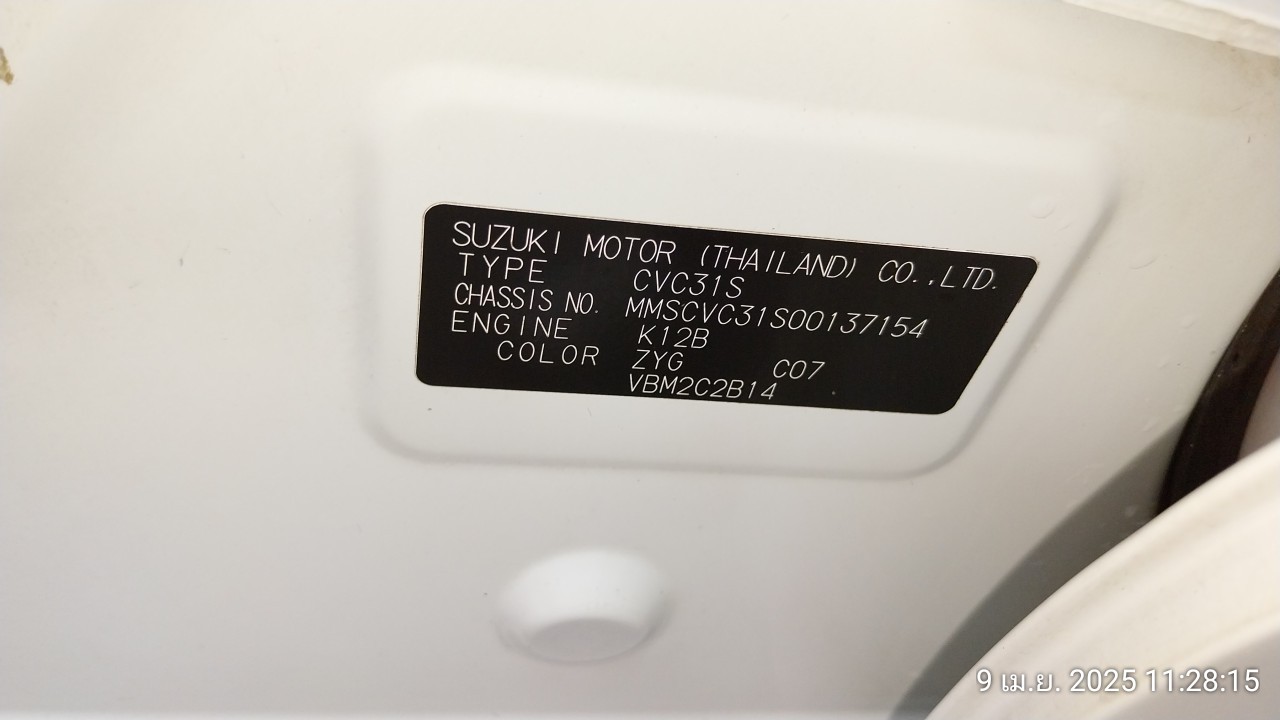 SUZUKI MOTOR (THAILAND) CO.,LTD.
TYPE CVC31S
CHASSIS NO. MMSCVC31S00137154
ENGINE K12B
COLOR ZYG C07
VBM2C2B14
9 เม.ย. 2025 11:28:15